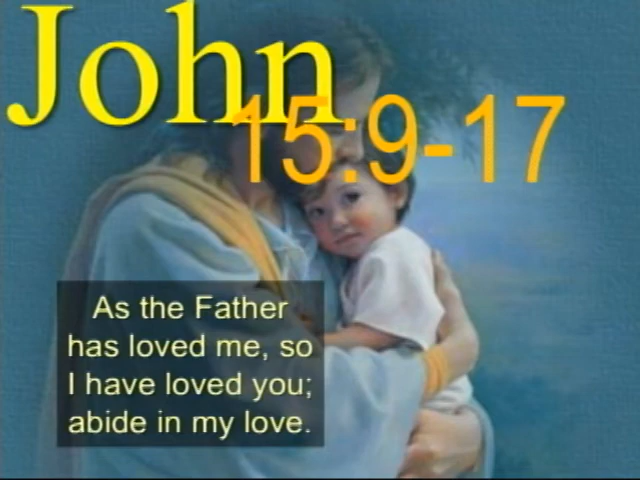 John
15:9-17
As the Father
has loved me, so
I have loved you;
abide in my love.